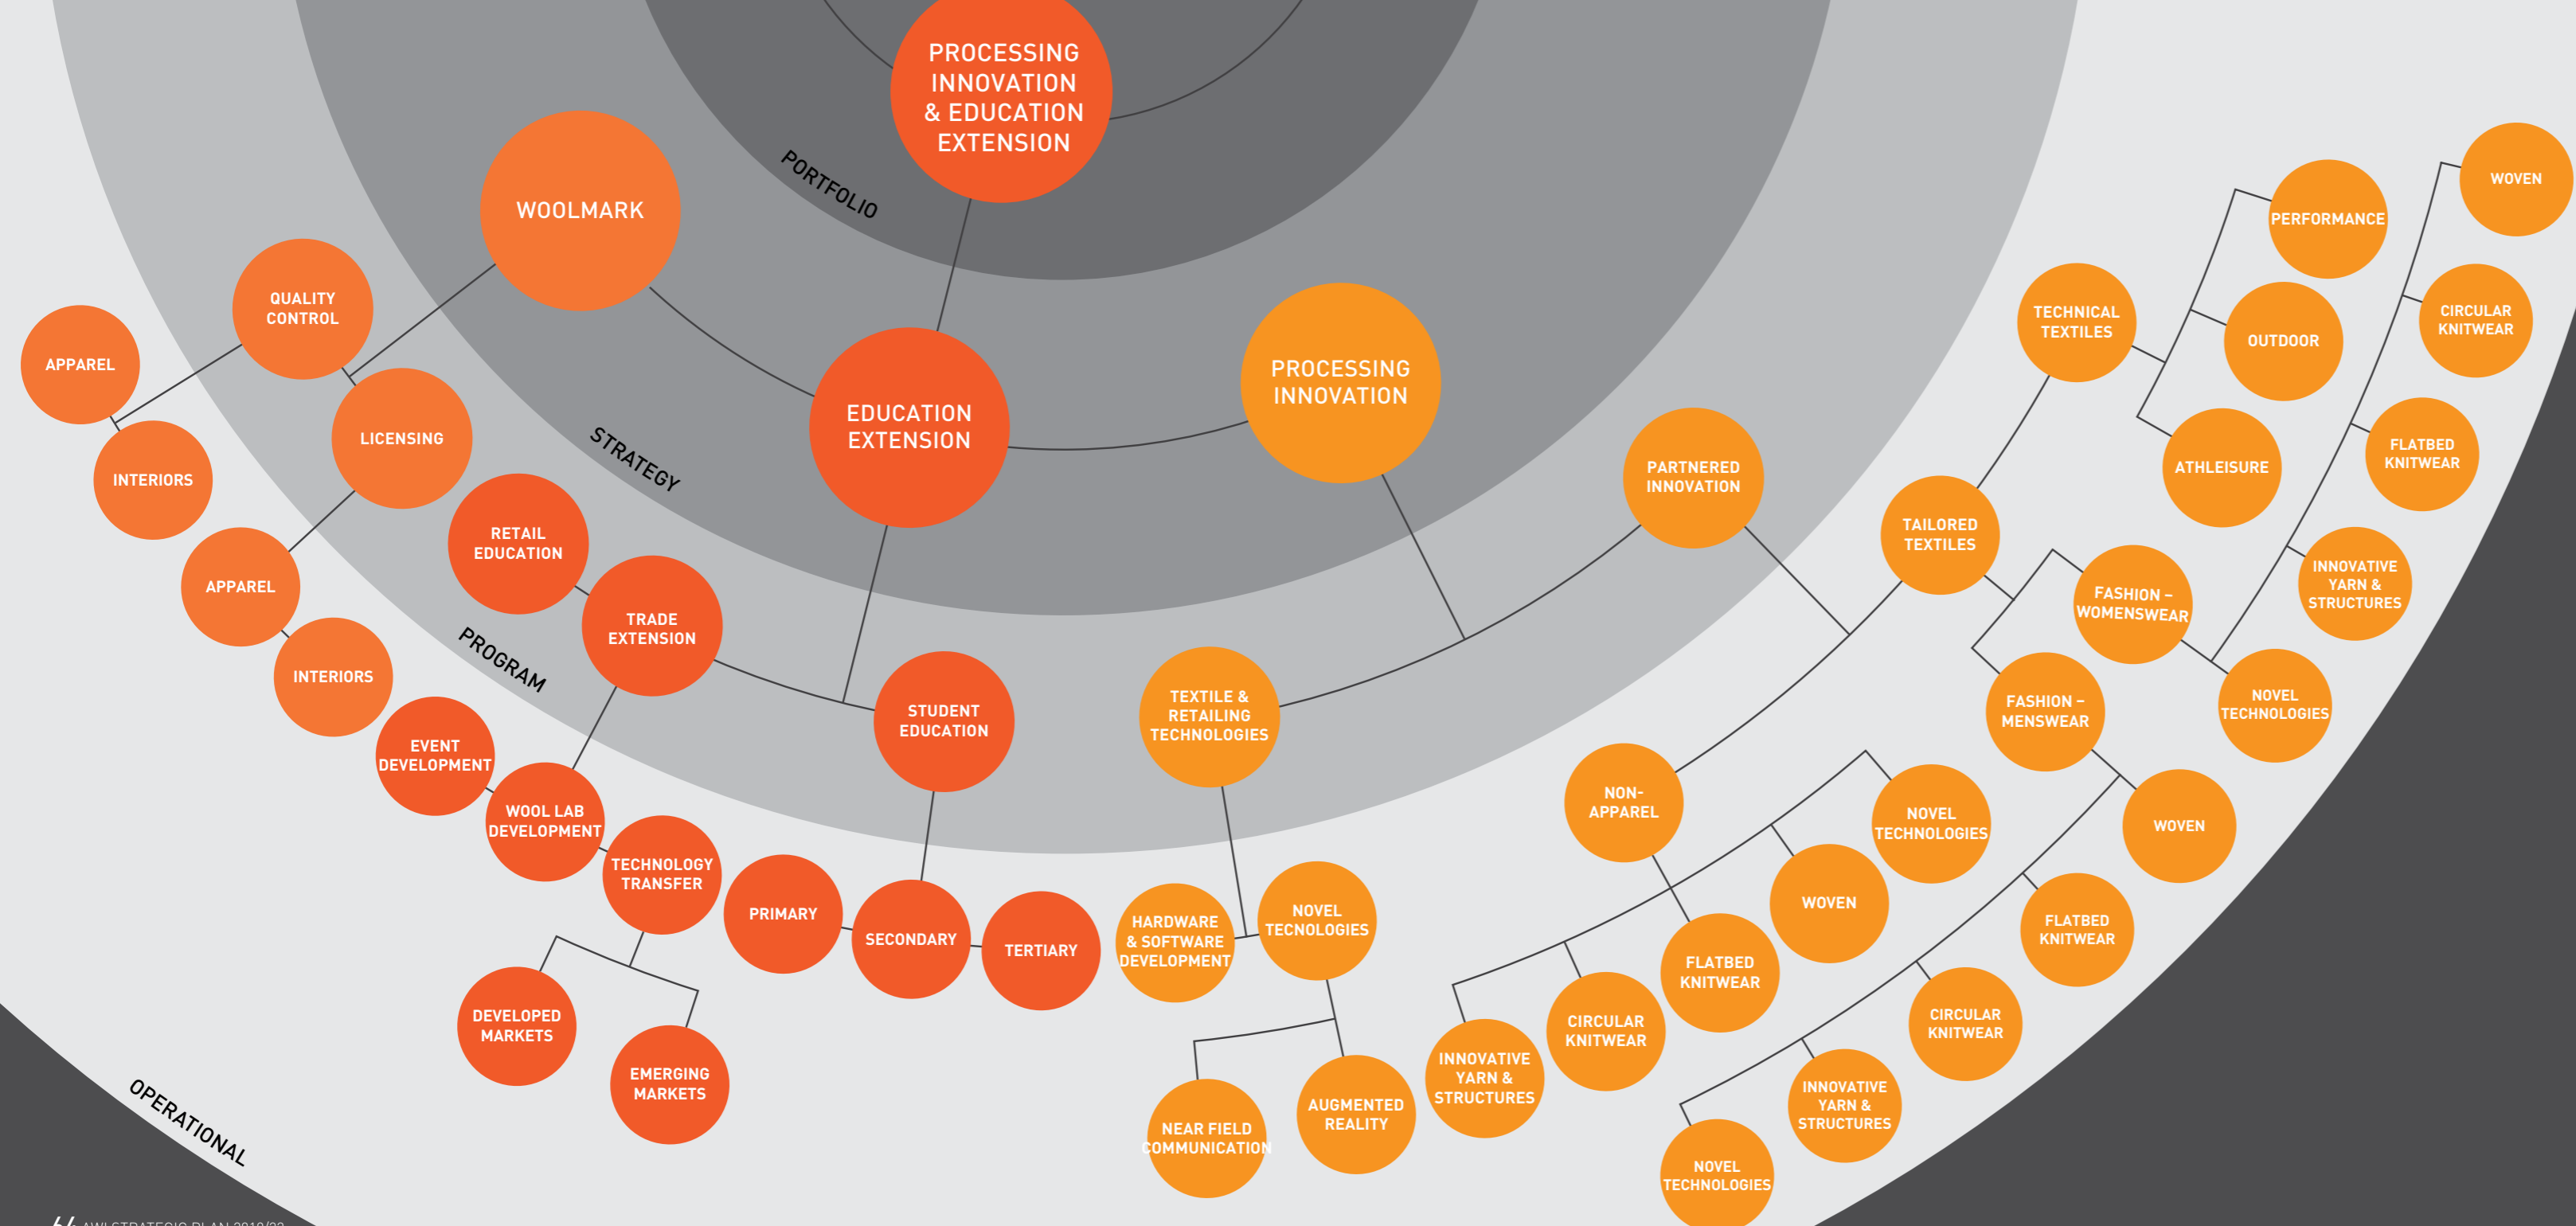 PROCESSING
INNOVATION
& EDUCATION
EXTENSION
PORTFOLIO
WOOLMARK
EDUCATION
EXTENSION
PROCESSING
INNOVATION
STRATEGY
QUALITY
CONTROL
LICENSING
RETAIL
EDUCATION
TRADE
EXTENSION
STUDENT
EDUCATION
TEXTILE &
RETAILING
TECHNOLOGIES
PARTNERED
INNOVATION
PROGRAM
APPAREL
INTERIORS
APPAREL
INTERIORS
EVENT
DEVELOPMENT
WOOL LAB
DEVELOPMENT
TECHNOLOGY
TRANSFER
DEVELOPED
MARKETS
EMERGING
MARKETS
PRIMARY
SECONDARY
TERTIARY
HARDWARE
& SOFTWARE
DEVELOPMENT
NOVEL
TECNOLOGIES
NEAR FIELD
COMMUNICATION
AUGMENTED
REALITY
NON-
APPAREL
INNOVATIVE
YARN &
STRUCTURES
CIRCULAR
KNITWEAR
FLATBED
KNITWEAR
WOVEN
NOVEL
TECHNOLOGIES
TAILORED
TEXTILES
FASHION –
WOMENSWEAR
FASHION –
MENSWEAR
NOVEL
TECHNOLOGIES
INNOVATIVE
YARN &
STRUCTURES
CIRCULAR
KNITWEAR
FLATBED
KNITWEAR
WOVEN
TECHNICAL
TEXTILES
PERFORMANCE
OUTDOOR
ATHLEISURE
WOVEN
CIRCULAR
KNITWEAR
FLATBED
KNITWEAR
INNOVATIVE
YARN &
STRUCTURES
NOVEL
TECHNOLOGIES
OPERATIONAL
AWI STRATEGIC PLAN 2019/22